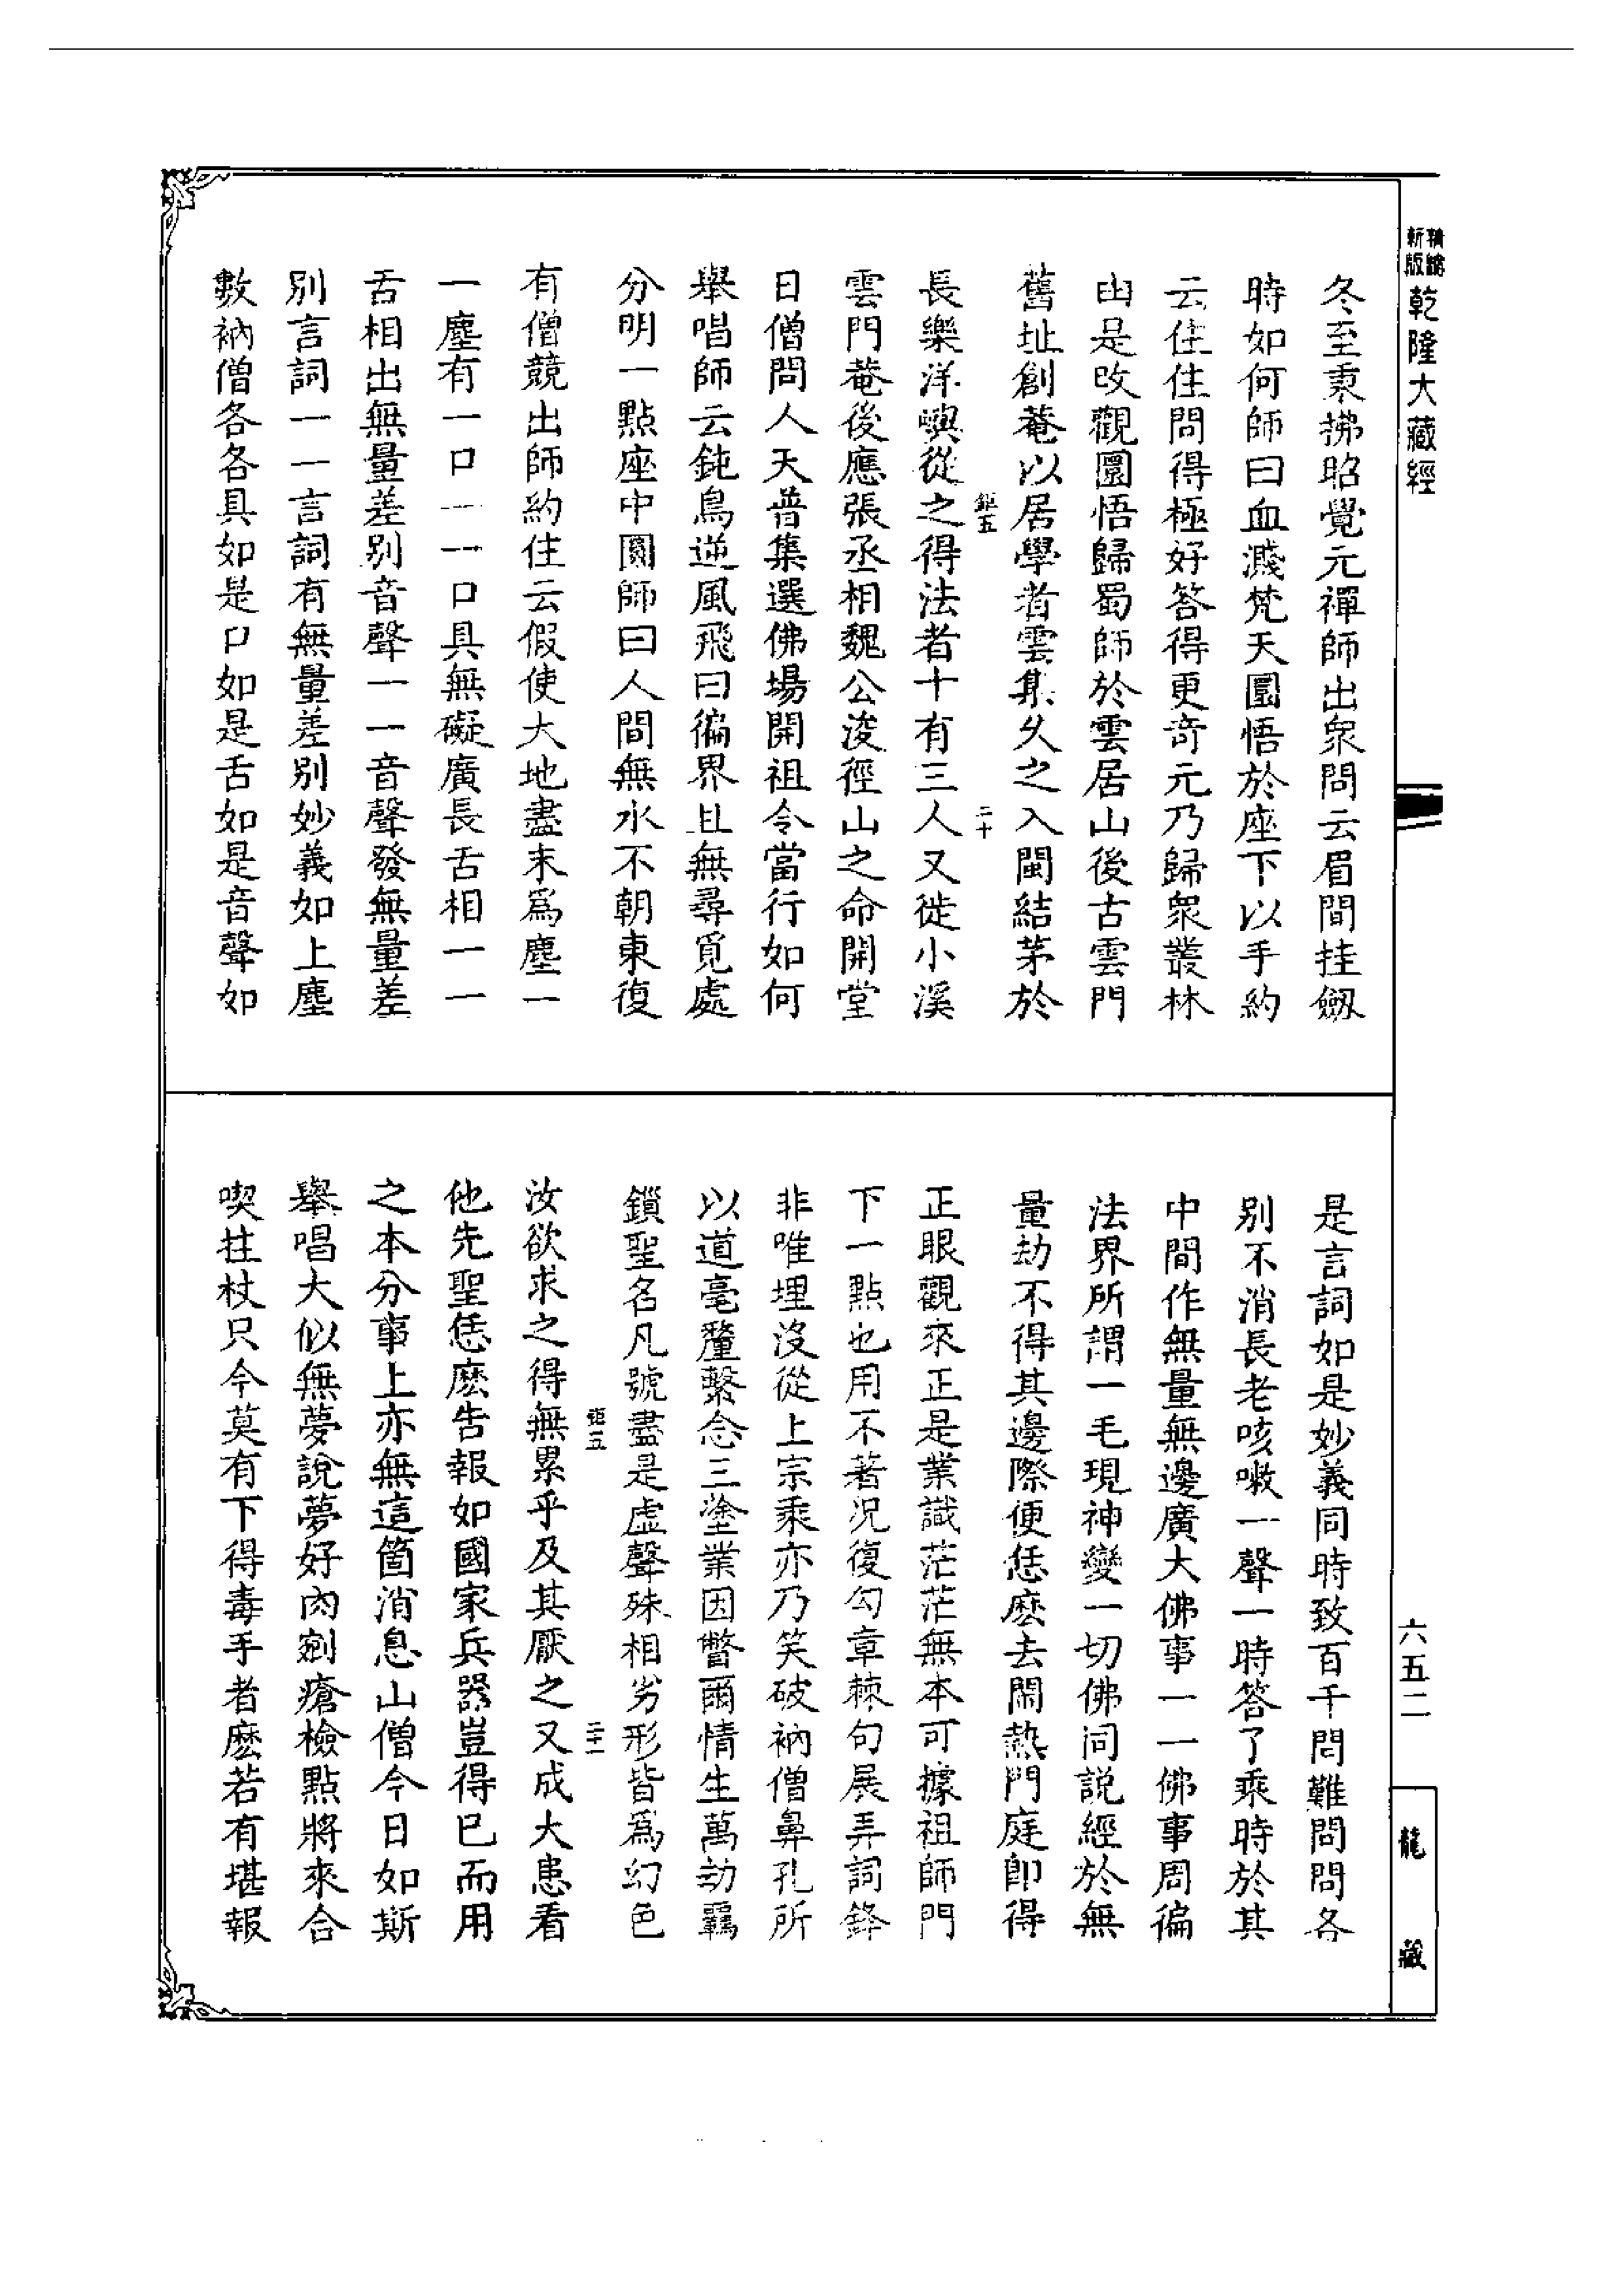 精編新版
乾隆大藏經
冬至秉拂昭覺元禪師出衆問云眉間挂劒
時如何師曰血濺梵天圜悟於座下以手約
云住住問得極好答得更奇元乃歸衆叢林
由是改觀圜悟歸蜀師於雲居山後古雲門
舊址創菴以居學者雲集久之入閩結茅於
鉅五
二十
長樂洋嶼從之得法者十有三人又徙小溪
雲門菴後應張丞相魏公浚徑山之命開堂
日僧問人天普集選佛場開祖令當行如何
舉唱師云鈍鳥逆風飛曰徧界且無尋覓處
分明一點座中圜師曰人間無水不朝東復
有僧競出師約住云假使大地盡末爲塵一
一塵有一口一一口具無礙廣長舌相一一
舌相出無量差別音聲一一音聲發無量差
別言詞一一言詞有無量差別妙義如上塵
數衲僧各各具如是口如是舌如是音聲如
是言詞如是妙義同時致百千問難問問各
別不消長老咳嗽一聲一時答了乘時於其
中間作無量無邊廣大佛事一一佛事周徧
法界所謂一毛現神變一切佛同說經於無
量劫不得其邊際便恁麽去鬧熱門庭卽得
正眼觀來正是業識茫茫無本可據祖師門
下一點也用不著況復勾章棘句展弄詞鋒
非唯埋沒從上宗乘亦乃笑破衲僧鼻孔所
以道毫釐繫念三塗業因瞥爾情生萬劫羈
鎖聖名凡號盡是虛聲殊相劣形皆爲幻色
鉅五
二十一
汝欲求之得無累乎及其厭之又成大患看
他先聖恁麽告報如國家兵器豈得已而用
之本分事上亦無這箇消息山僧今日如斯
舉唱大似無夢說夢好肉剜瘡檢點將來合
喫拄杖只今莫有下得毒手者麽若有堪報
六五二
龍藏